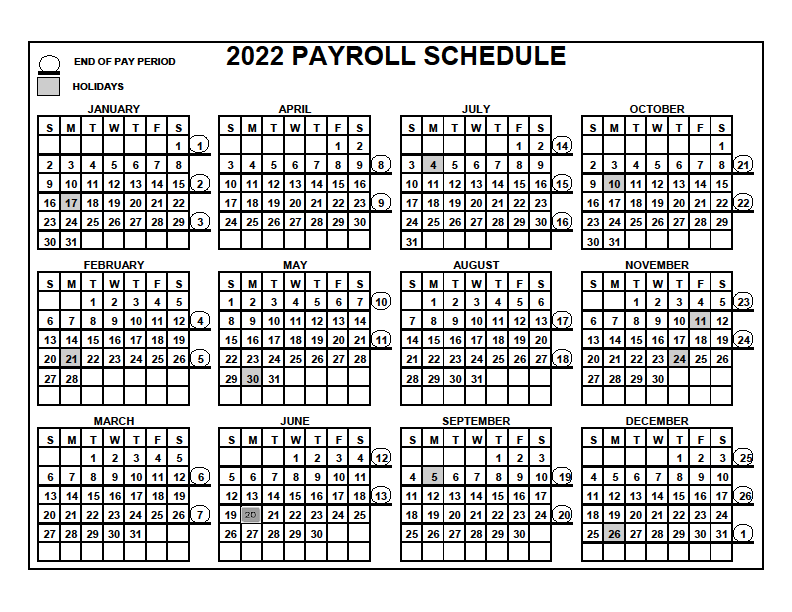 2022 PAYROLL SCHEDULE
END OF PAY PERIOD
HOLIDAYS
JANUARY
S M T W T F S
1 1
2 3 4 5 6 7 8
9 10 11 12 13 14 15 2
16 17 18 19 20 21 22
23 24 25 26 27 28 29 3
30 31
APRIL
S M T W T F S
1 2
3 4 5 6 7 8 9 8
10 11 12 13 14 15 16
17 18 19 20 21 22 23 9
24 25 26 27 28 29 30
JULY
S M T W T F S
1 2 14
3 4 5 6 7 8 9
10 11 12 13 14 15 16 15
17 18 19 20 21 22 23
24 25 26 27 28 29 30 16
31
OCTOBER
S M T W T F S
1
2 3 4 5 6 7 8 21
9 10 11 12 13 14 15
16 17 18 19 20 21 22 22
23 24 25 26 27 28 29
30 31
FEBRUARY
S M T W T F S
1 2 3 4 5
6 7 8 9 10 11 12 4
13 14 15 16 17 18 19
20 21 22 23 24 25 26 5
27 28
MAY
S M T W T F S
1 2 3 4 5 6 7 10
8 9 10 11 12 13 14
15 16 17 18 19 20 21 11
22 23 24 25 26 27 28
29 30 31
AUGUST
S M T W T F S
1 2 3 4 5 6
7 8 9 10 11 12 13 17
14 15 16 17 18 19 20
21 22 23 24 25 26 27 18
28 29 30 31
NOVEMBER
S M T W T F S
1 2 3 4 5 23
6 7 8 9 10 11 12
13 14 15 16 17 18 19 24
20 21 22 23 24 25 26
27 28 29 30
MARCH
S M T W T F S
1 2 3 4 5
6 7 8 9 10 11 12 6
13 14 15 16 17 18 19
20 21 22 23 24 25 26 7
27 28 29 30 31
JUNE
S M T W T F S
1 2 3 4 12
5 6 7 8 9 10 11
12 13 14 15 16 17 18 13
19 20 21 22 23 24 25
26 27 28 29 30
SEPTEMBER
S M T W T F S
1 2 3
4 5 6 7 8 9 10 19
11 12 13 14 15 16 17
18 19 20 21 22 23 24 20
25 26 27 28 29 30
DECEMBER
S M T W T F S
1 2 3 25
4 5 6 7 8 9 10
11 12 13 14 15 16 17 26
18 19 20 21 22 23 24
25 26 27 28 29 30 31 1